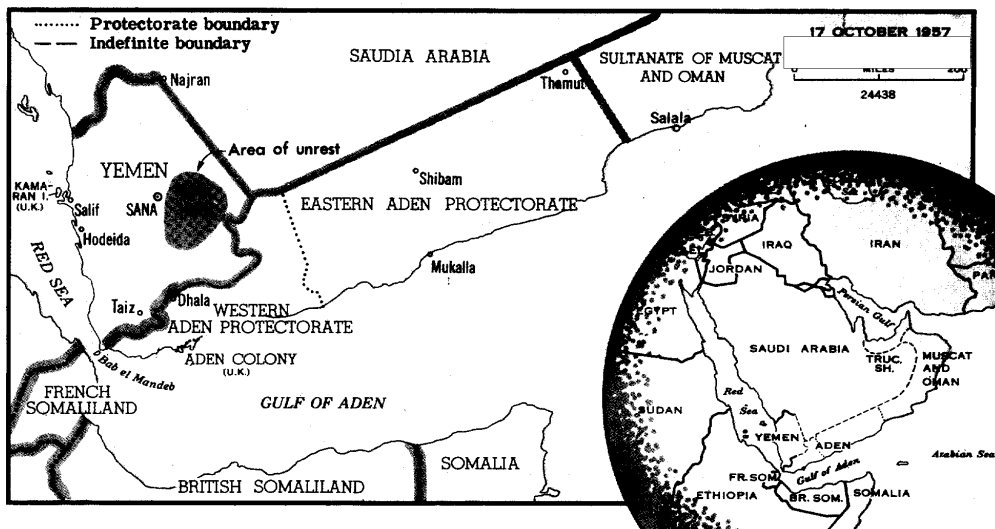 Protectorate boundary
Indefinite boundary
17 OCTOBER 1957
0 MILES 200
24438
SAUDIA ARABIA
SULTANATE OF MUSCAT
AND OMAN
Najran
Thamut
Salala
Area of unrest
YEMEN
Shibam
KAMA-
RAN I.
(U.K.)
Salif
SANA
EASTERN ADEN PROTECTORATE
Hodeida
RED SEA
Mukalla
Dhala
Taiz
WESTERN
ADEN PROTECTORATE
ADEN COLONY
(U.K.)
Bab el Mandeb
FRENCH
SOMALILAND
GULF OF ADEN
SOMALIA
BRITISH SOMALILAND
IRAQ
IRAN
JORDAN
Persian Gulf
SAUDI ARABIA
TRUC.
SH.
MUSCAT
AND
OMAN
SUDAN
Red
Sea
YEMEN
ADEN
Arabian Sea
Gulf of Aden
FR. SOM.
ETHIOPIA
BR. SOM.
SOMALIA